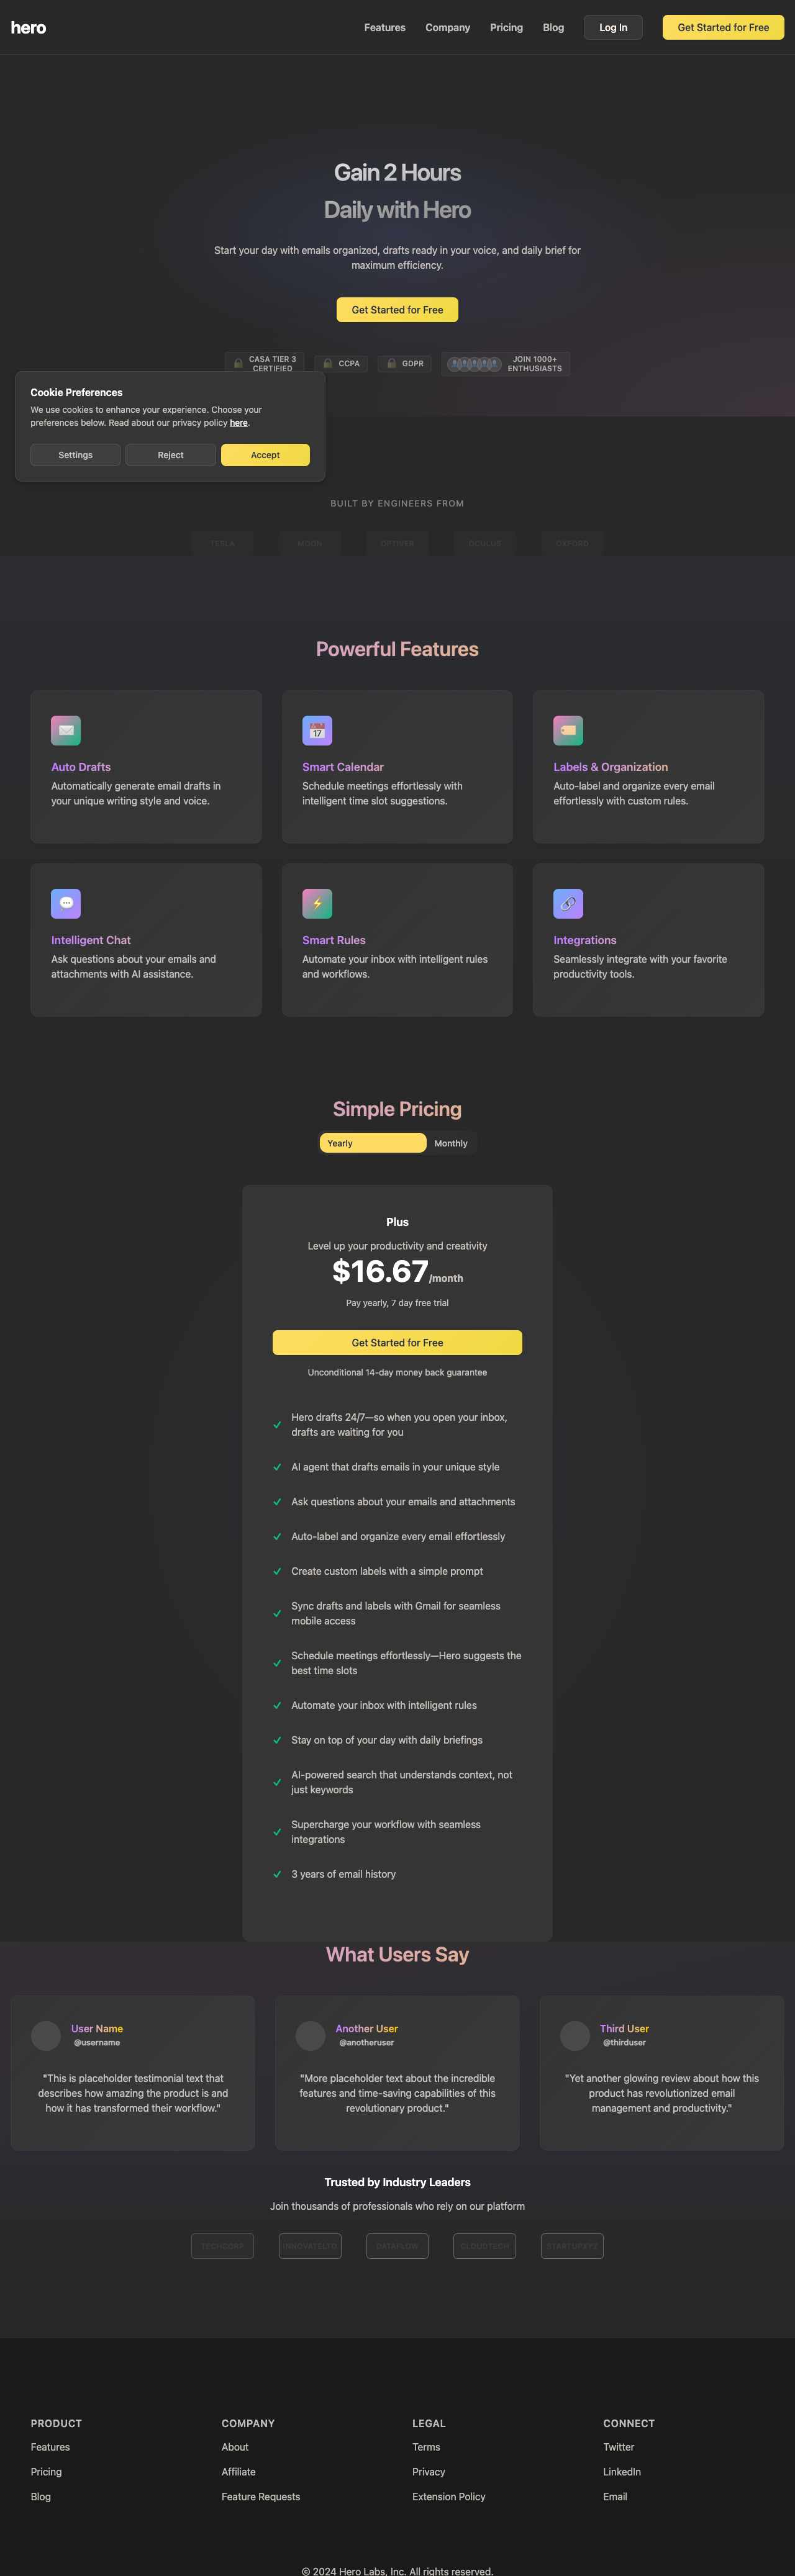 hero
Features
Company
Pricing
Blog
Log In
Get Started for Free
Gain 2 Hours
Daily with Hero
Start your day with emails organized, drafts ready in your voice, and daily brief for
maximum efficiency.
Get Started for Free
CASA TIER 3
CERTIFIED
CCPA
GDPR
JOIN 1000+
ENTHUSIASTS
Cookie Preferences
We use cookies to enhance your experience. Choose your
preferences below. Read about our privacy policy here.
Settings
Reject
Accept
BUILT BY ENGINEERS FROM
TESLA
MOON
OPTIVER
OCULUS
OXFORD
Powerful Features
Auto Drafts
Automatically generate email drafts in
your unique writing style and voice.
Smart Calendar
Schedule meetings effortlessly with
intelligent time slot suggestions.
Labels & Organization
Auto-label and organize every email
effortlessly with custom rules.
Intelligent Chat
Ask questions about your emails and
attachments with AI assistance.
Smart Rules
Automate your inbox with intelligent rules
and workflows.
Integrations
Seamlessly integrate with your favorite
productivity tools.
Simple Pricing
Yearly
Monthly
Plus
Level up your productivity and creativity
$16.67/month
Pay yearly, 7 day free trial
Get Started for Free
Unconditional 14-day money back guarantee
Hero drafts 24/7—so when you open your inbox,
drafts are waiting for you
AI agent that drafts emails in your unique style
Ask questions about your emails and attachments
Auto-label and organize every email effortlessly
Create custom labels with a simple prompt
Sync drafts and labels with Gmail for seamless
mobile access
Schedule meetings effortlessly—Hero suggests the
best time slots
Automate your inbox with intelligent rules
Stay on top of your day with daily briefings
AI-powered search that understands context, not
just keywords
Supercharge your workflow with seamless
integrations
3 years of email history
What Users Say
User Name
@username
"This is placeholder testimonial text that
describes how amazing the product is and
how it has transformed their workflow."
Another User
@anotheruser
"More placeholder text about the incredible
features and time-saving capabilities of this
revolutionary product."
Third User
@thirduser
"Yet another glowing review about how this
product has revolutionized email
management and productivity."
Trusted by Industry Leaders
Join thousands of professionals who rely on our platform
TECHCORP
INNOVATELTD
DATAFLOW
CLOUDTECH
STARTUPXYZ
PRODUCT
Features
Pricing
Blog
COMPANY
About
Affiliate
Feature Requests
LEGAL
Terms
Privacy
Extension Policy
CONNECT
Twitter
LinkedIn
Email
© 2024 Hero Labs, Inc. All rights reserved.